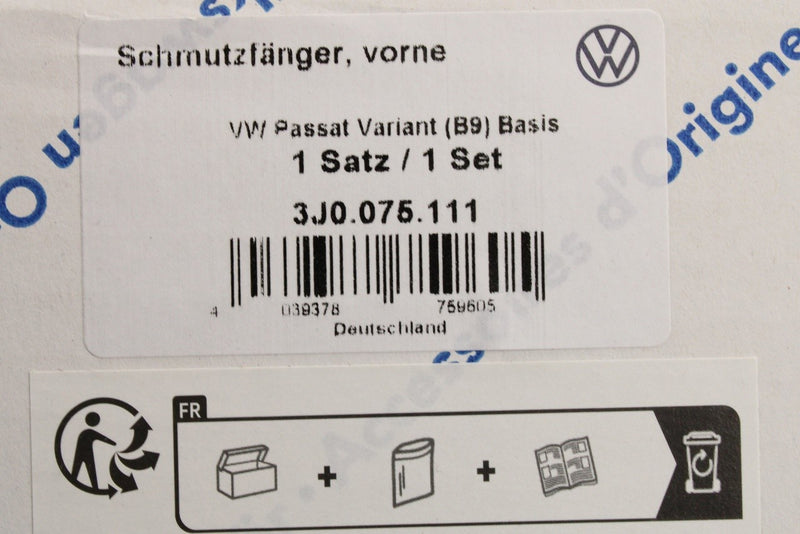 Schmutzfänger, vorne
VW Passat Variant (B9) Basis
1 Satz / 1 Set
3J0.075.111
4 039378 759605
Deutschland
d'Origine
FR